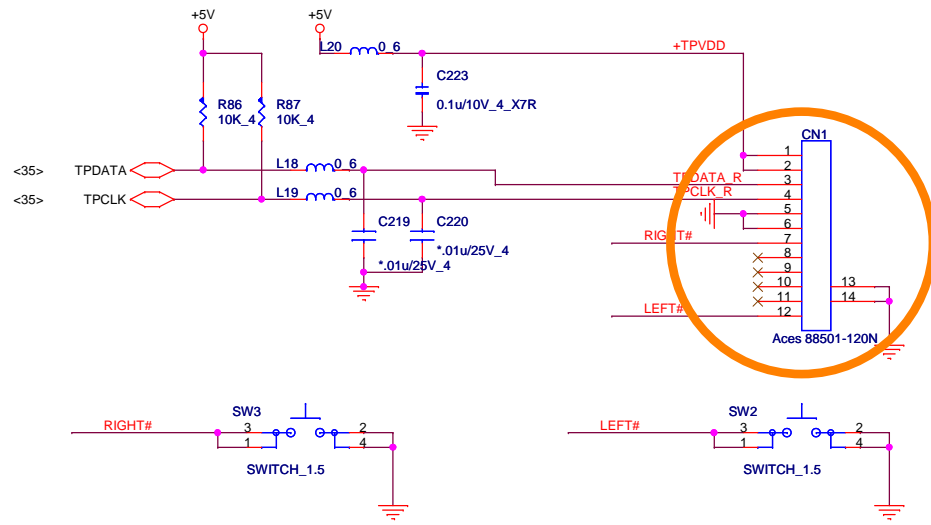 +5V
+5V
L20
0_6
+TPVDD
C223
0.1u/10V_4_X7R
R86
10K_4
R87
10K_4
CN1
1
2
3
4
5
6
7
8
9
10
11
12
13
14
<35>
TPDATA
L18
0_6
TPDATA_R
<35>
TPCLK
L19
0_6
TPCLK_R
C219
*.01u/25V_4
C220
*.01u/25V_4
RIGHT#
LEFT#
Aces 88501-120N
RIGHT#
SW3
3
1
2
4
SWITCH_1.5
LEFT#
SW2
3
1
2
4
SWITCH_1.5